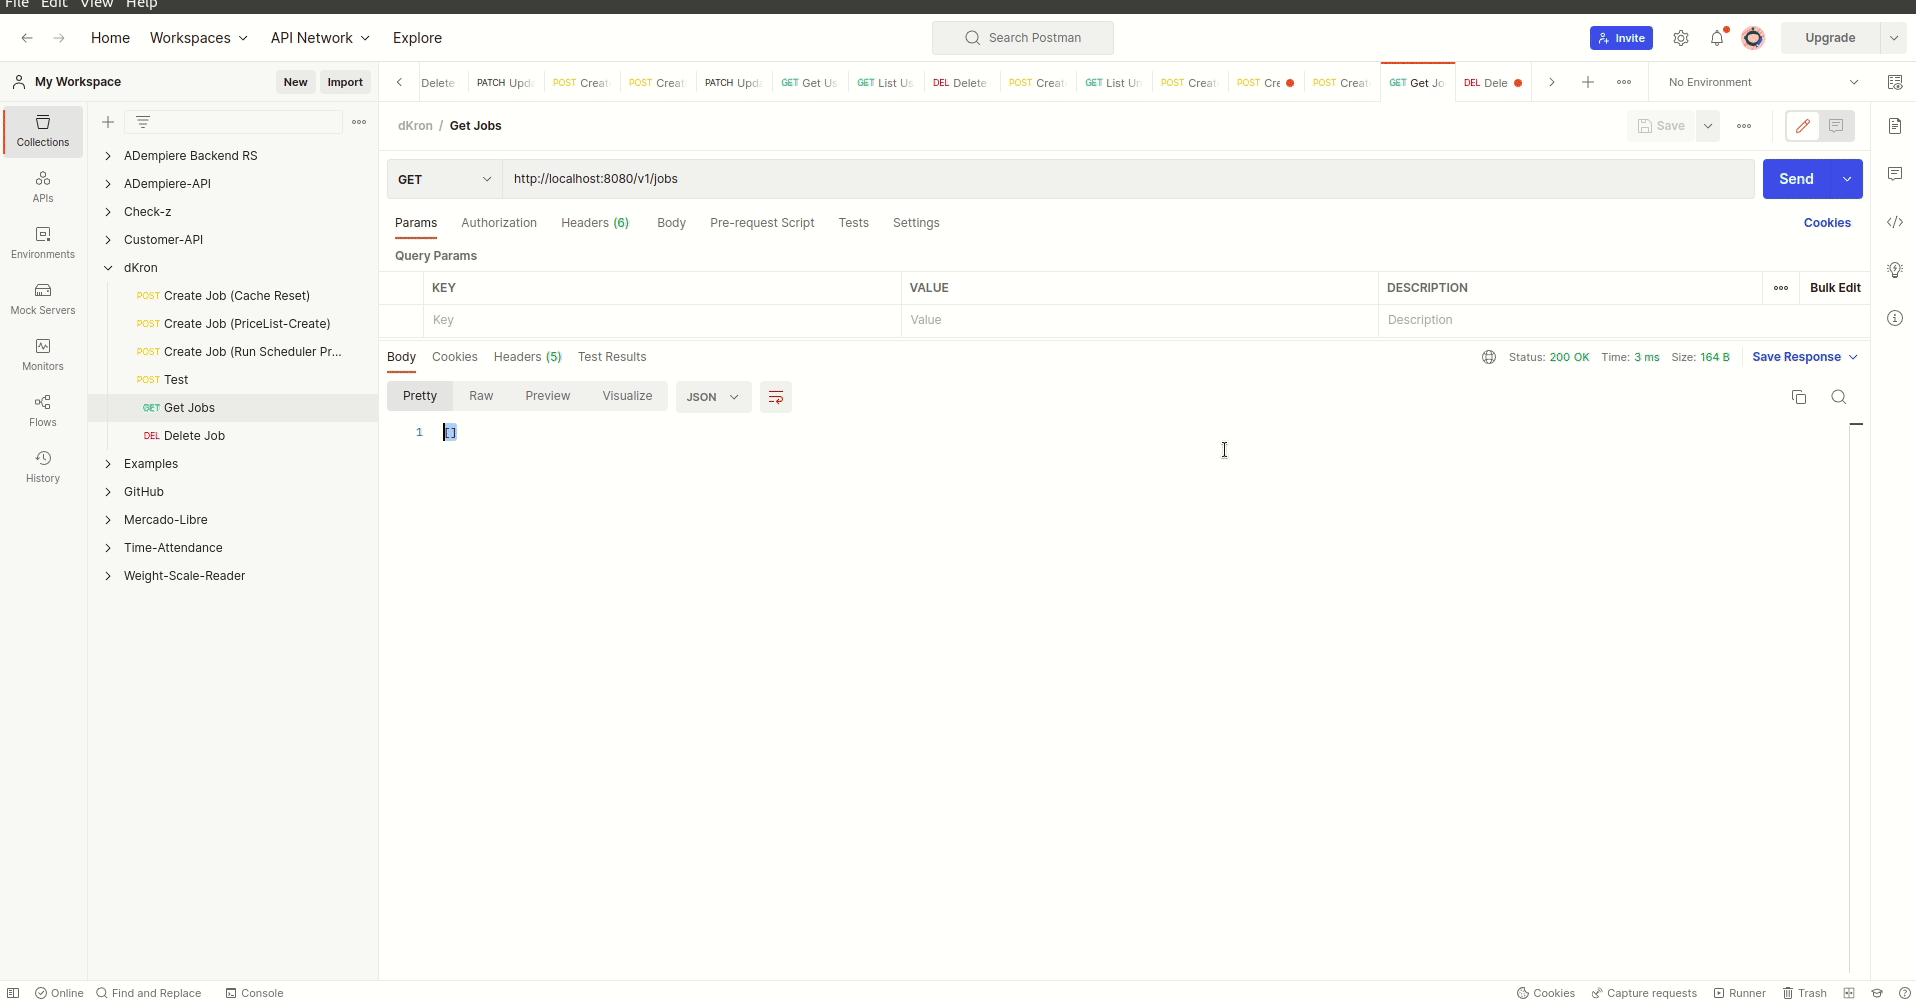 File Edit View Help
Home Workspaces API Network Explore Search Postman Invite Upgrade
My Workspace New Import
Delete PATCH Upd POST Creat POST Creat PATCH Upd GET Get Us GET List Us DEL Delete POST Creat GET List Un POST Creat POST Cre POST Creat GET Get Jo DEL Dele No Environment
Collections
APIs
Environments
Mock Servers
Monitors
Flows
History
ADempiere Backend RS
ADempiere-API
Check-z
Customer-API
dKron
POST Create Job (Cache Reset)
POST Create Job (PriceList-Create)
POST Create Job (Run Scheduler Pr...
POST Test
GET Get Jobs
DEL Delete Job
Examples
GitHub
Mercado-Libre
Time-Attendance
Weight-Scale-Reader
dKron / Get Jobs Save
GET http://localhost:8080/v1/jobs Send
Params Authorization Headers (6) Body Pre-request Script Tests Settings Cookies
Query Params
KEY VALUE DESCRIPTION Bulk Edit
Key Value Description
Body Cookies Headers (5) Test Results Status: 200 OK Time: 3 ms Size: 164 B Save Response
Pretty Raw Preview Visualize JSON
1 []
Online Find and Replace Console Cookies Capture requests Runner Trash